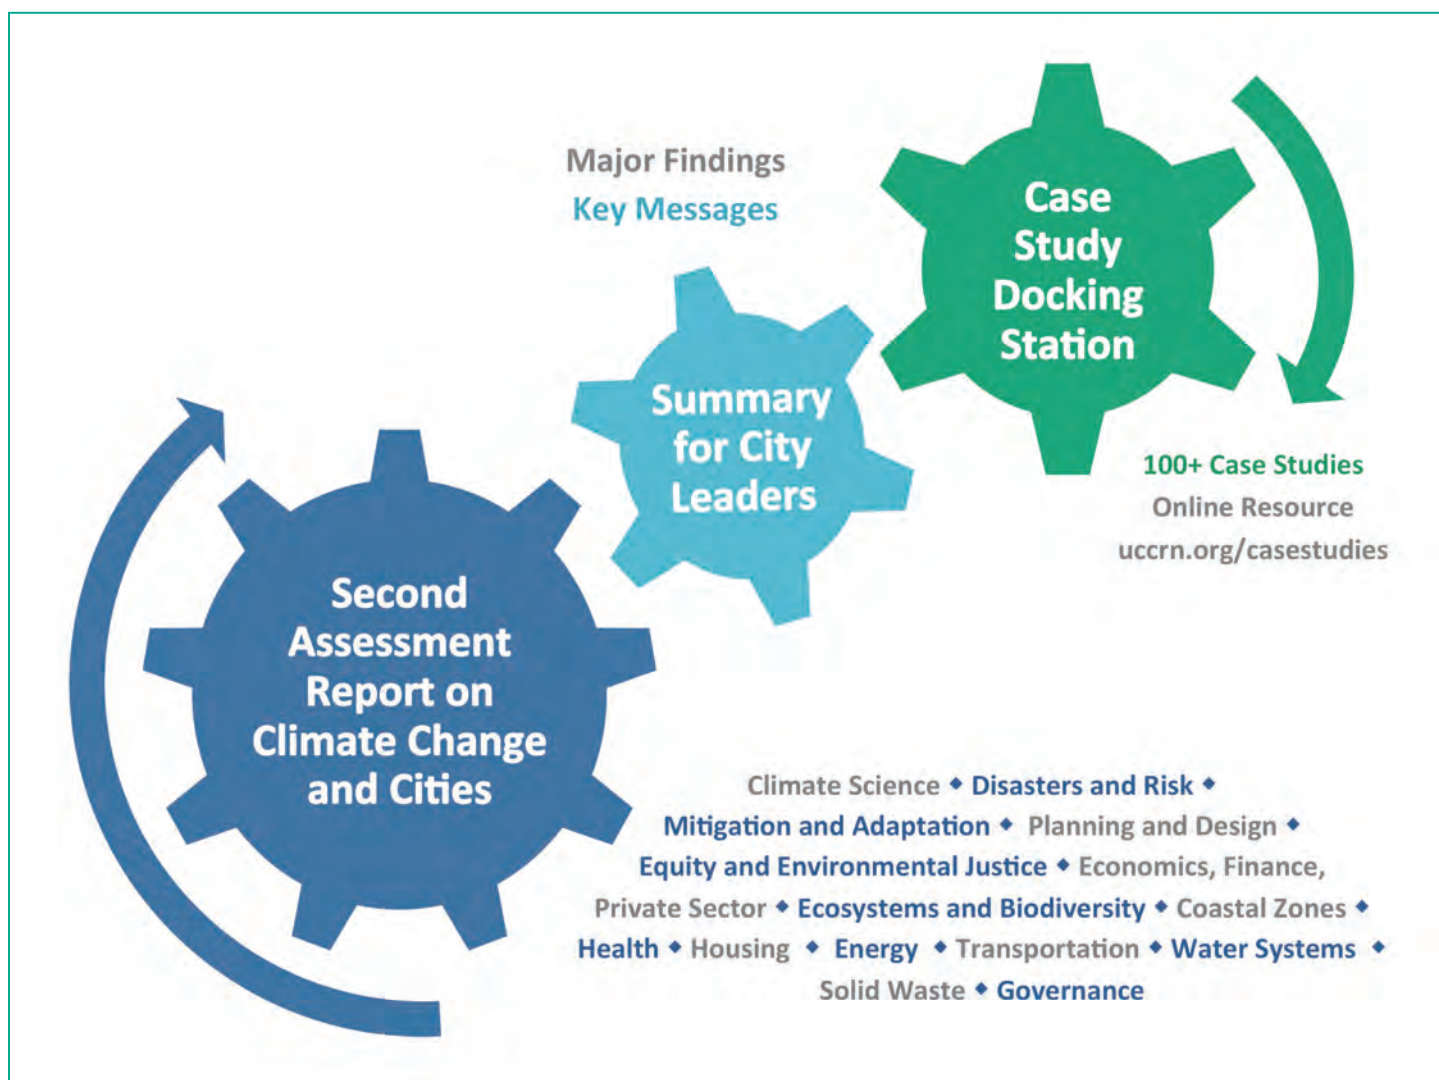 Major Findings
Key Messages
Case
Study
Docking
Station
Summary
for City
Leaders
100+ Case Studies
Online Resource
uccrn.org/casestudies
Second
Assessment
Report on
Climate Change
and Cities
Climate Science ◆ Disasters and Risk ◆
Mitigation and Adaptation ◆ Planning and Design ◆
Equity and Environmental Justice ◆ Economics, Finance,
Private Sector ◆ Ecosystems and Biodiversity ◆ Coastal Zones ◆
Health ◆ Housing ◆ Energy ◆ Transportation ◆ Water Systems ◆
Solid Waste ◆ Governance